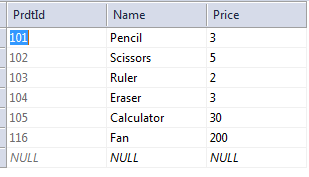 PrdtId Name Price
101 Pencil 3
102 Scissors 5
103 Ruler 2
104 Eraser 3
105 Calculator 30
116 Fan 200
NULL NULL NULL